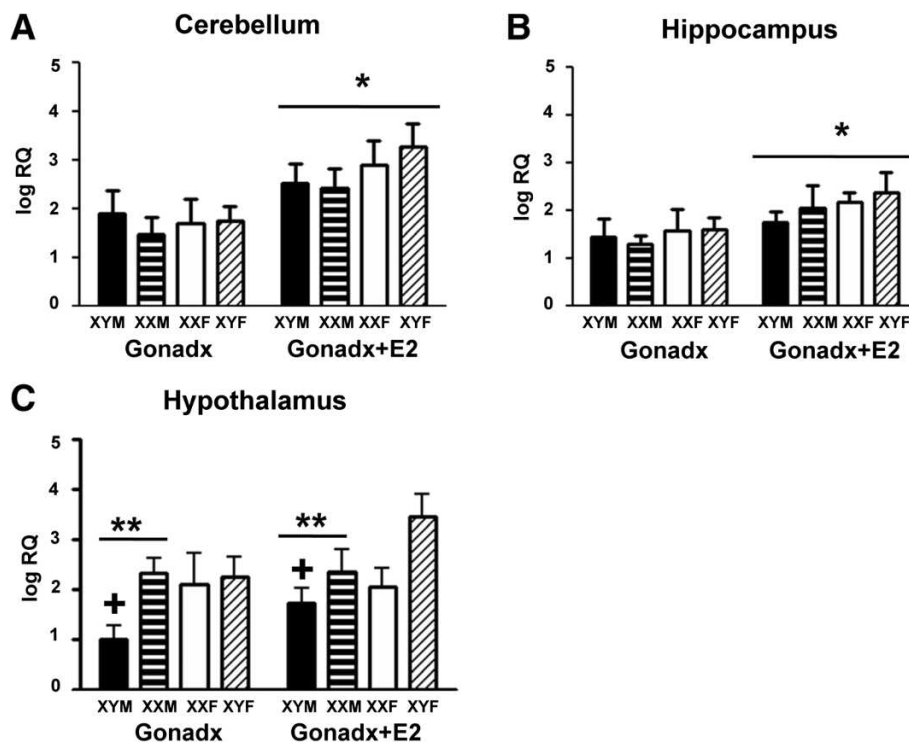 A Cerebellum
5
4
3
2
1
0
log RQ
*
XYM XXM XXF XYF XYM XXM XXF XYF
Gonadx Gonadx+E2
B Hippocampus
5
4
3
2
1
0
log RQ
*
XYM XXM XXF XYF XYM XXM XXF XYF
Gonadx Gonadx+E2
C Hypothalamus
5
4
3
2
1
0
log RQ
** **
+ +
XYM XXM XXF XYF XYM XXM XXF XYF
Gonadx Gonadx+E2